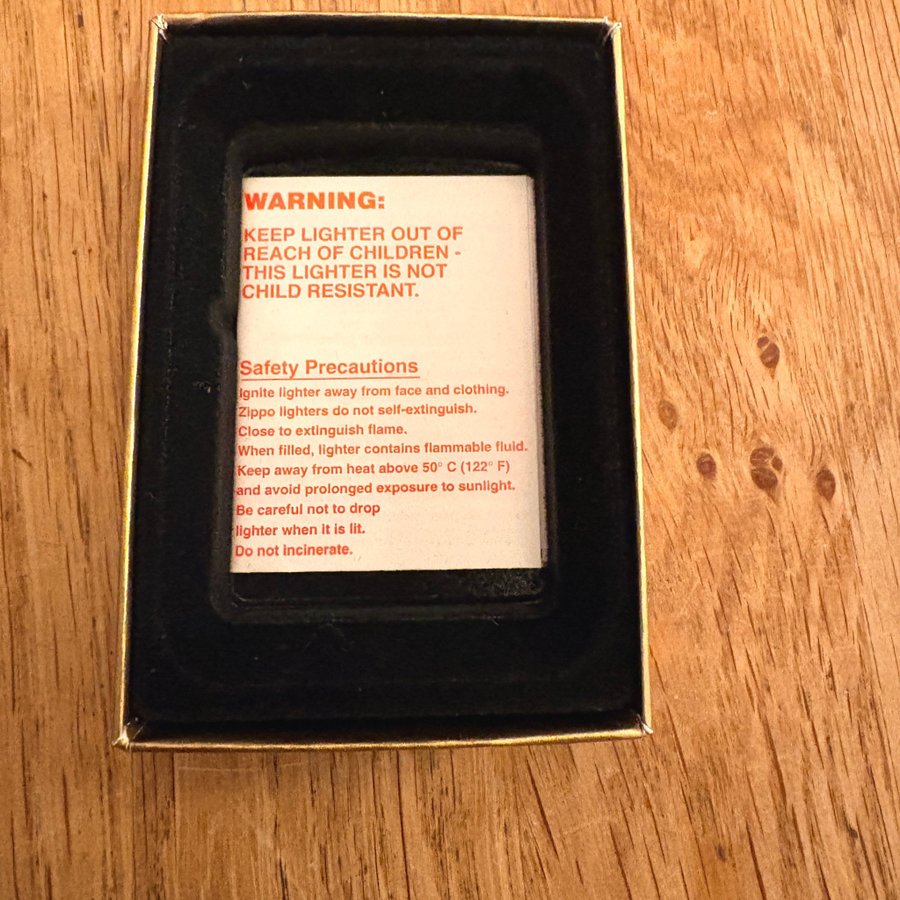 WARNING:
KEEP LIGHTER OUT OF
REACH OF CHILDREN -
THIS LIGHTER IS NOT
CHILD RESISTANT.
Safety Precautions
Ignite lighter away from face and clothing.
Zippo lighters do not self-extinguish.
Close to extinguish flame.
When filled, lighter contains flammable fluid.
Keep away from heat above 50° C (122° F)
and avoid prolonged exposure to sunlight.
Be careful not to drop
lighter when it is lit.
Do not incinerate.